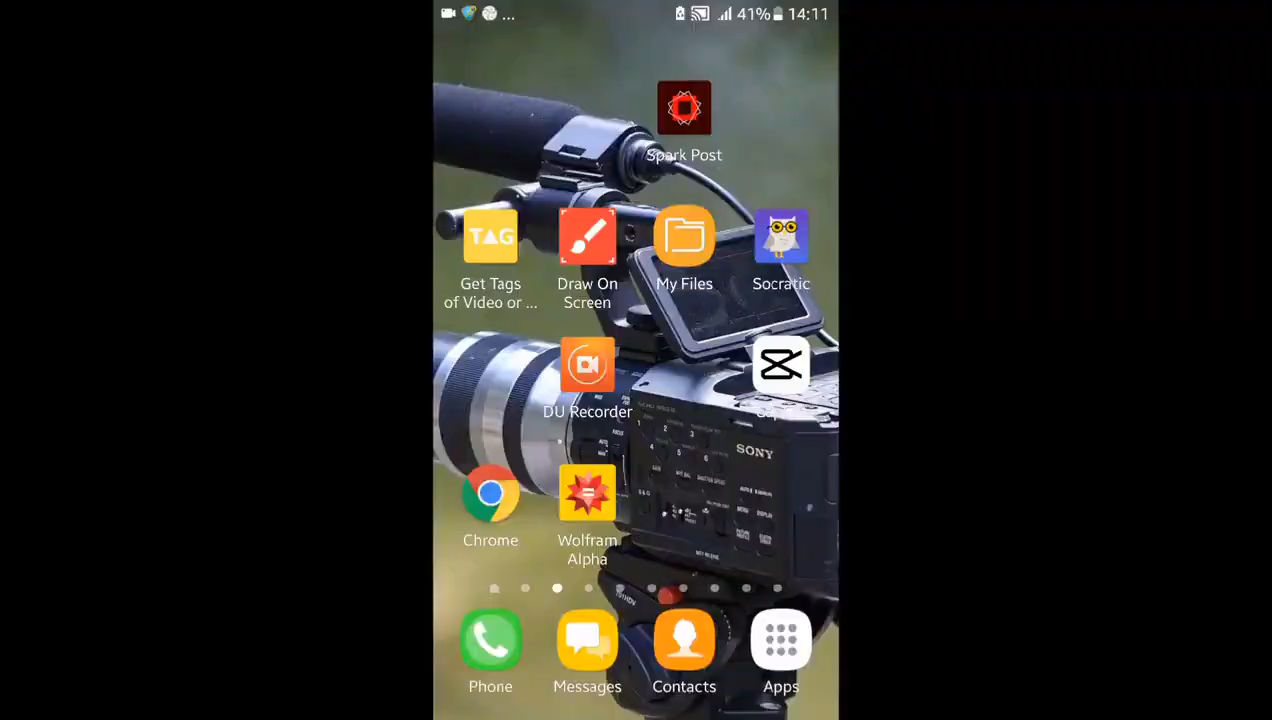 ... 41% 14:11
Spark Post
TAG
Get Tags
of Video or ...
Draw On
Screen
My Files
Socratic
DU Recorder
SONY
Chrome
Wolfram
Alpha
Phone
Messages
Contacts
Apps